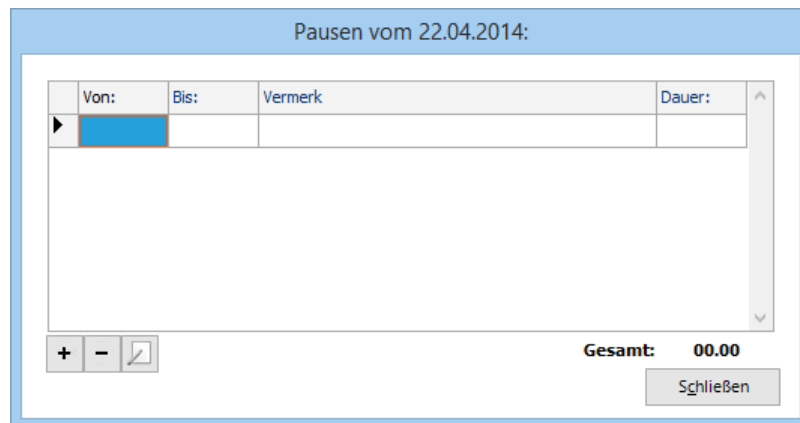 Pausen vom 22.04.2014:
Von: Bis: Vermerk Dauer:
+ −
Gesamt: 00.00
Schließen